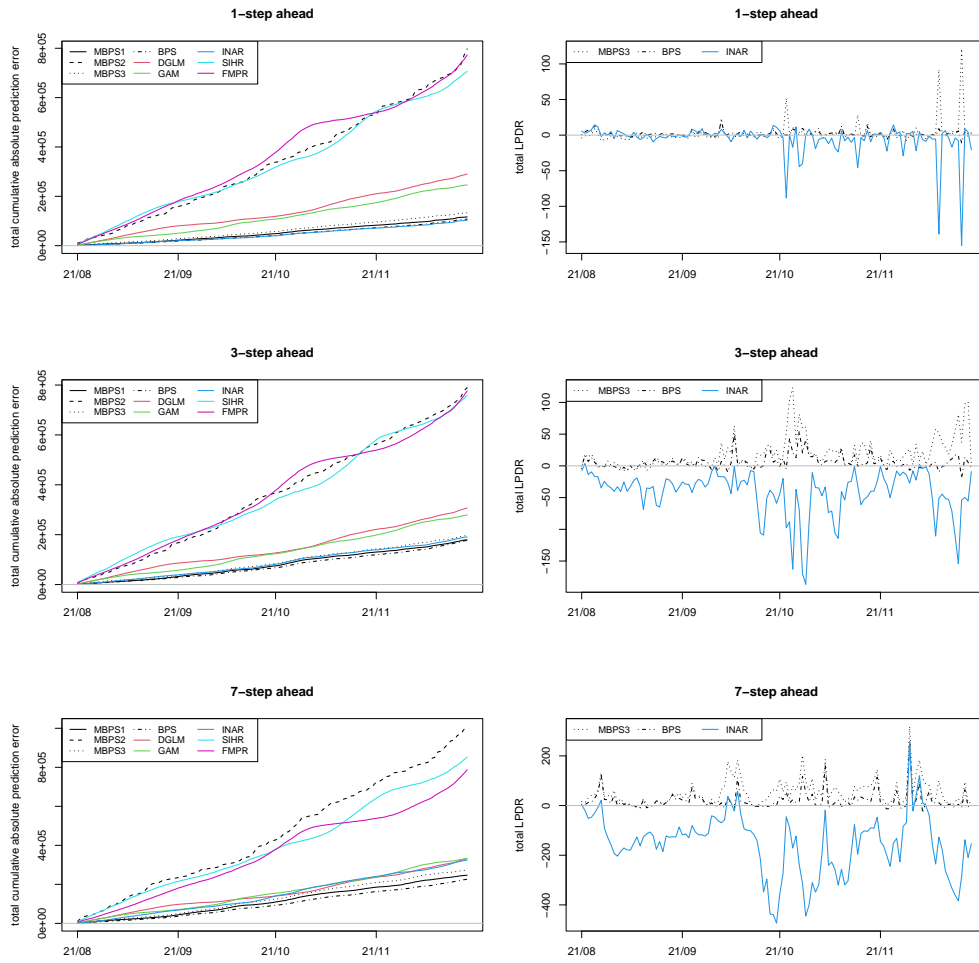 1−step ahead
total cumulative absolute prediction error
0e+00 2e+05 4e+05 6e+05 8e+05
MBPS1 BPS INAR
MBPS2 DGLM SIHR
MBPS3 GAM FMPR
21/08 21/09 21/10 21/11
1−step ahead
total LPDR
−150 −100 −50 0 50 100
MBPS3 BPS INAR
21/08 21/09 21/10 21/11
3−step ahead
total cumulative absolute prediction error
0e+00 2e+05 4e+05 6e+05 8e+05
MBPS1 BPS INAR
MBPS2 DGLM SIHR
MBPS3 GAM FMPR
21/08 21/09 21/10 21/11
3−step ahead
total LPDR
−150 −50 0 50 100
MBPS3 BPS INAR
21/08 21/09 21/10 21/11
7−step ahead
total cumulative absolute prediction error
0e+00 4e+05 8e+05
MBPS1 BPS INAR
MBPS2 DGLM SIHR
MBPS3 GAM FMPR
21/08 21/09 21/10 21/11
7−step ahead
total LPDR
−400 −200 0 200
MBPS3 BPS INAR
21/08 21/09 21/10 21/11